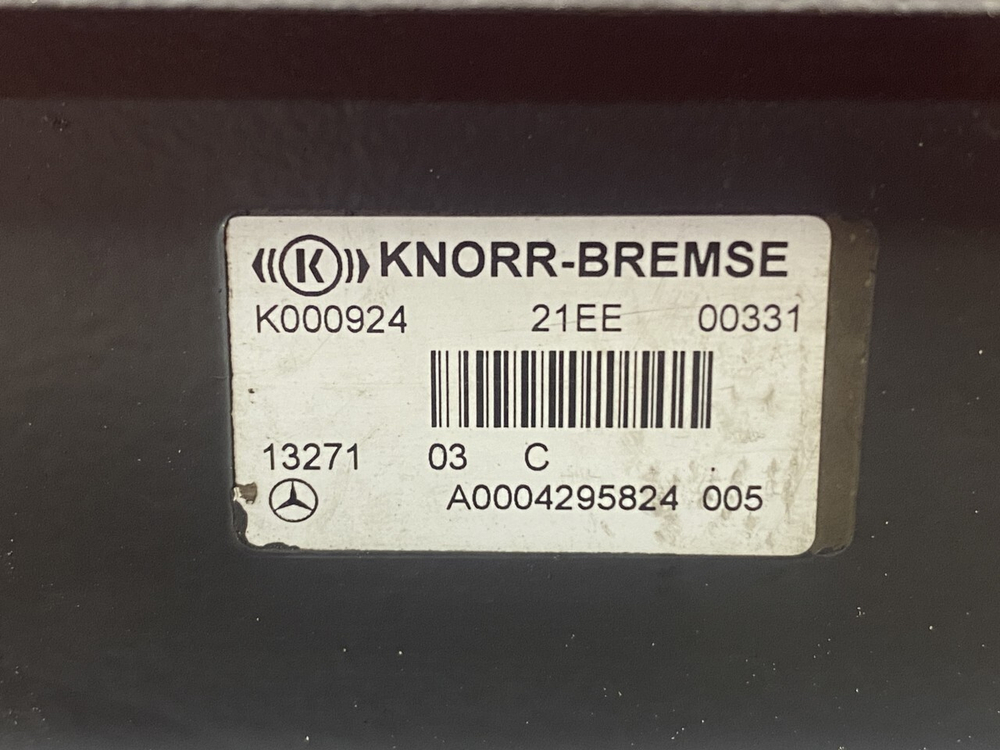 K KNORR-BREMSE
K000924 21EE 00331
13271 03 C
A0004295824 005